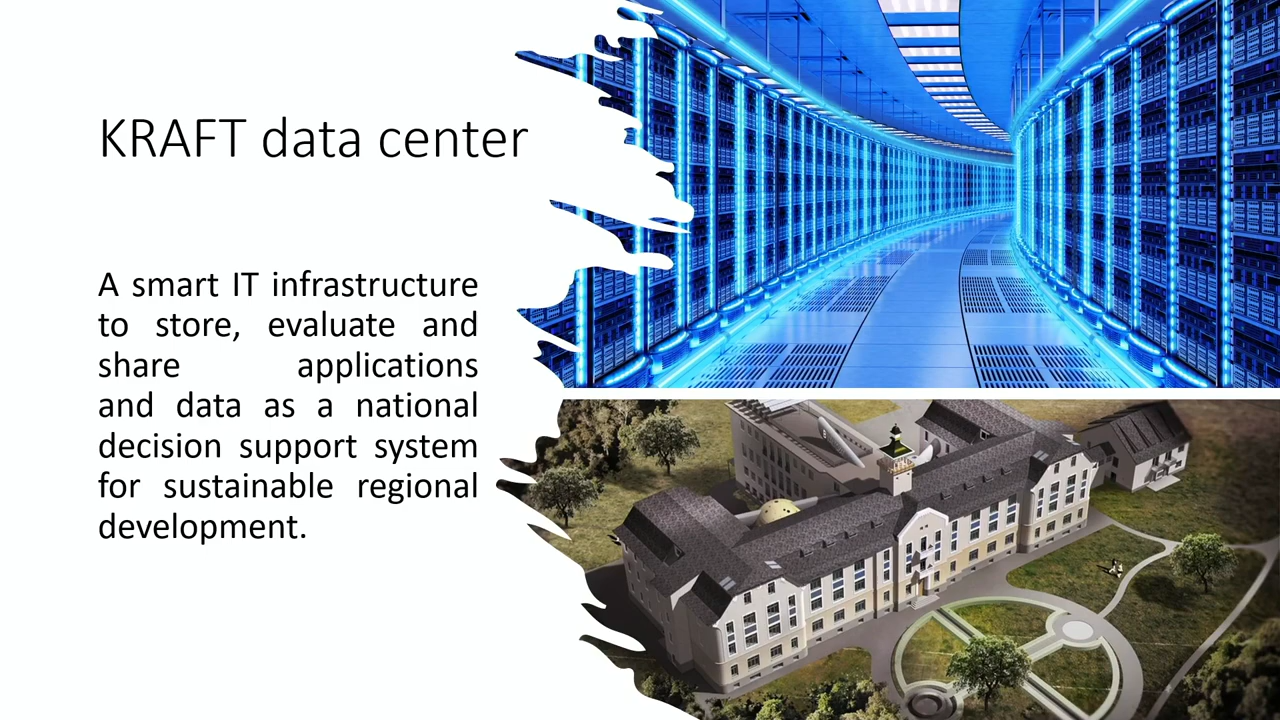 KRAFT data center
A smart IT infrastructure
to store, evaluate and
share applications
and data as a national
decision support system
for sustainable regional
development.